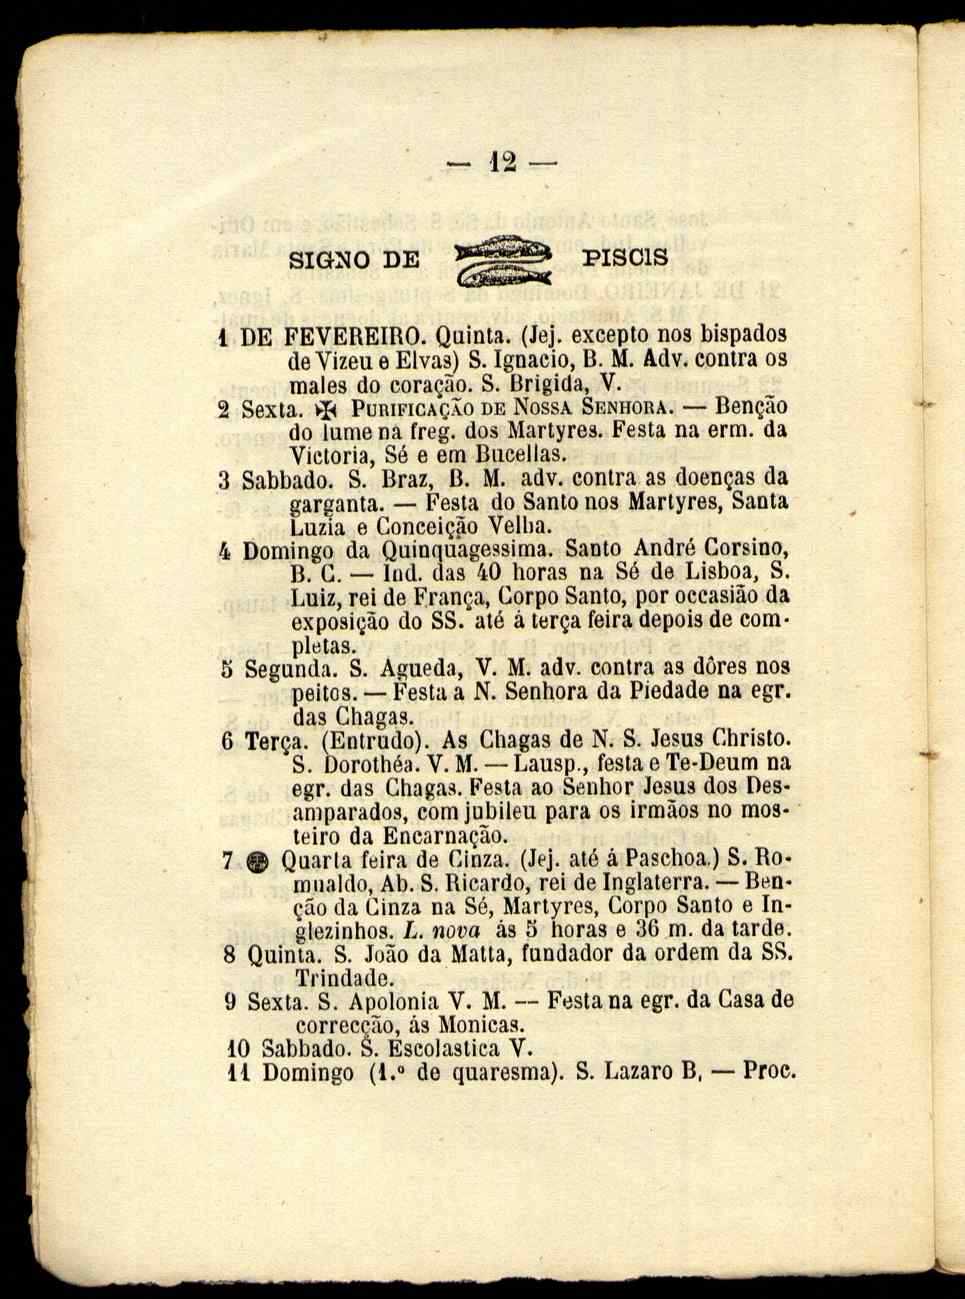 — 12 —
SIGNO DE PISCIS
1 DE FEVEREIRO. Quinta. (Jej. excepto nos bispados
de Vizeu e Elvas) S. Ignacio, B. M. Adv. contra os
males do coração. S. Brigida, V.
2 Sexta. ✠ PURIFICAÇÃO DE NOSSA SENHORA. — Benção
do lume na freg. dos Martyres. Festa na erm. da
Victoria, Sé e em Bucellas.
3 Sabbado. S. Braz, B. M. adv. contra as doenças da
garganta. — Festa do Santo nos Martyres, Santa
Luzia e Conceição Velha.
4 Domingo da Quinquagessima. Santo André Corsino,
B. C. — Ind. das 40 horas na Sé de Lisboa, S.
Luiz, rei de França, Corpo Santo, por occasião da
exposição do SS. até á terça feira depois de com-
pletas.
5 Segunda. S. Agueda, V. M. adv. contra as dôres nos
peitos. — Festa a N. Senhora da Piedade na egr.
das Chagas.
6 Terça. (Entrudo). As Chagas de N. S. Jesus Christo.
S. Dorothéa. V. M. — Lausp., festa e Te-Deum na
egr. das Chagas. Festa ao Senhor Jesus dos Des-
amparados, com jubileu para os irmãos no mos-
teiro da Encarnação.
7 Quarta feira de Cinza. (Jej. até á Paschoa.) S. Ro-
mualdo, Ab. S. Ricardo, rei de Inglaterra. — Ben-
ção da Cinza na Sé, Martyres, Corpo Santo e In-
glezinhos. L. nova ás 5 horas e 36 m. da tarde.
8 Quinta. S. João da Matta, fundador da ordem da SS.
Trindade.
9 Sexta. S. Apolonia V. M. — Festa na egr. da Casa de
correcção, ás Monicas.
10 Sabbado. S. Escolastica V.
11 Domingo (1.º de quaresma). S. Lazaro B, — Proc.